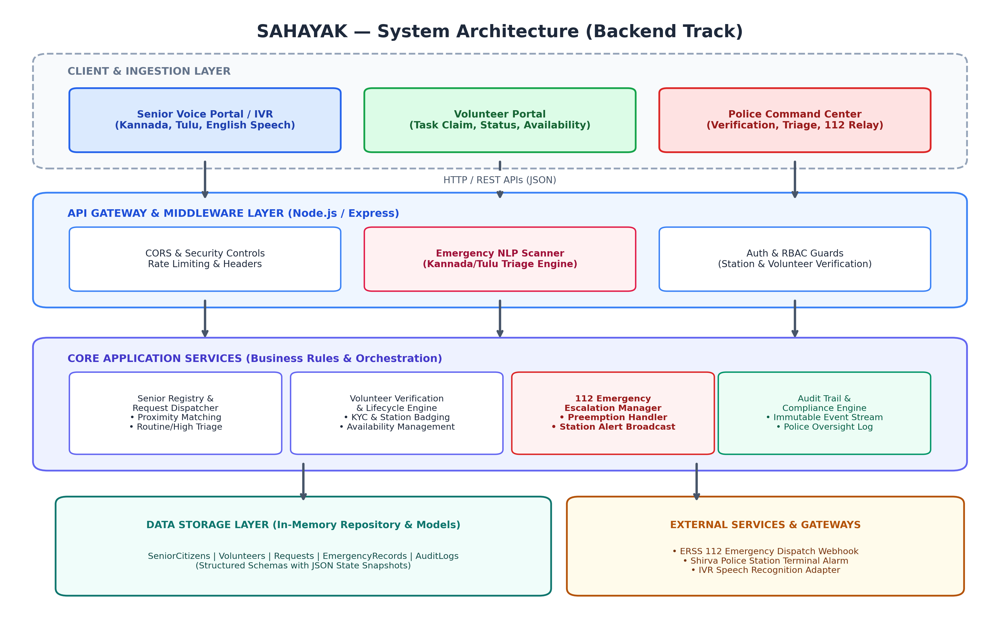 SAHAYAK — System Architecture (Backend Track)
CLIENT & INGESTION LAYER
Senior Voice Portal / IVR
(Kannada, Tulu, English Speech)
Volunteer Portal
(Task Claim, Status, Availability)
Police Command Center
(Verification, Triage, 112 Relay)
HTTP / REST APIs (JSON)
API GATEWAY & MIDDLEWARE LAYER (Node.js / Express)
CORS & Security Controls
Rate Limiting & Headers
Emergency NLP Scanner
(Kannada/Tulu Triage Engine)
Auth & RBAC Guards
(Station & Volunteer Verification)
CORE APPLICATION SERVICES (Business Rules & Orchestration)
Senior Registry &
Request Dispatcher
• Proximity Matching
• Routine/High Triage
Volunteer Verification
& Lifecycle Engine
• KYC & Station Badging
• Availability Management
112 Emergency
Escalation Manager
• Preemption Handler
• Station Alert Broadcast
Audit Trail &
Compliance Engine
• Immutable Event Stream
• Police Oversight Log
DATA STORAGE LAYER (In-Memory Repository & Models)
SeniorCitizens | Volunteers | Requests | EmergencyRecords | AuditLogs
(Structured Schemas with JSON State Snapshots)
EXTERNAL SERVICES & GATEWAYS
• ERSS 112 Emergency Dispatch Webhook
• Shirva Police Station Terminal Alarm
• IVR Speech Recognition Adapter